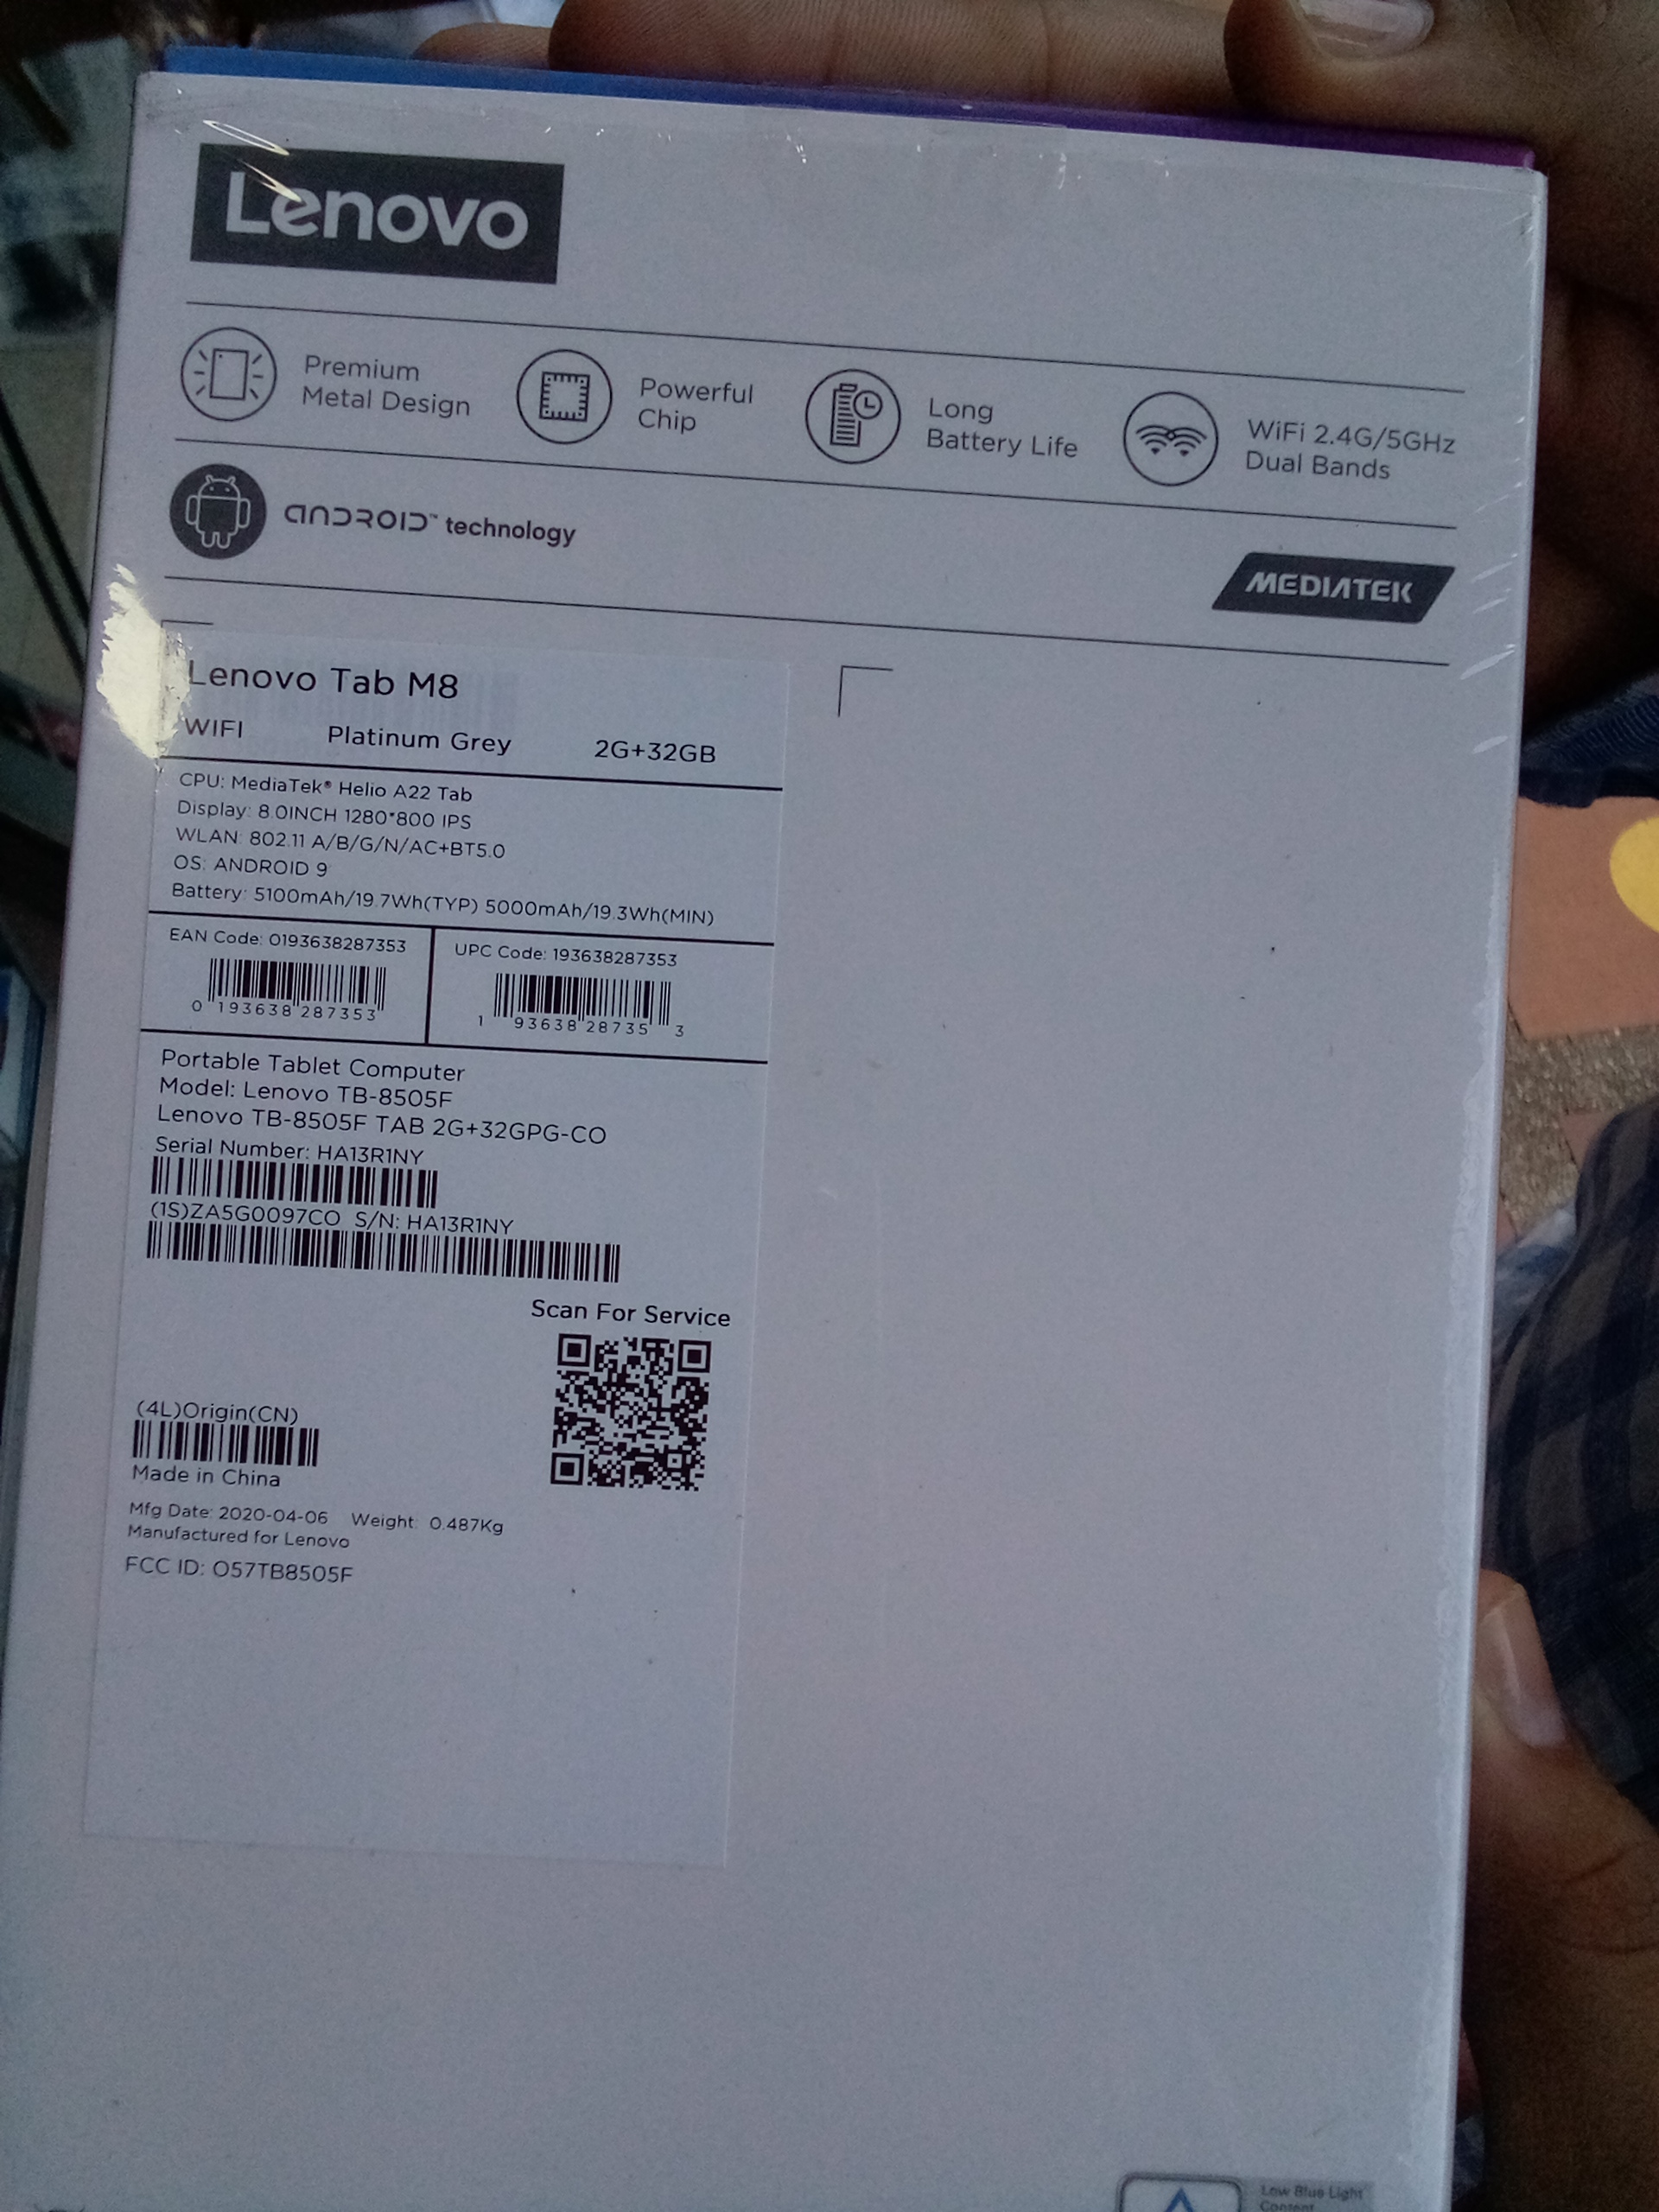 Lenovo
Premium
Metal Design
Powerful
Chip
Long
Battery Life
WiFi 2.4G/5GHz
Dual Bands
ANDROID™ technology
MEDIATEK
Lenovo Tab M8
WIFI Platinum Grey 2G+32GB
CPU: MediaTek® Helio A22 Tab
Display: 8.0INCH 1280*800 IPS
WLAN: 802.11 A/B/G/N/AC+BT5.0
OS: ANDROID 9
Battery: 5100mAh/19.7Wh(TYP) 5000mAh/19.3Wh(MIN)
EAN Code: 0193638287353
0 193638 287353
UPC Code: 193638287353
1 93638 28735 3
Portable Tablet Computer
Model: Lenovo TB-8505F
Lenovo TB-8505F TAB 2G+32GPG-CO
Serial Number: HA13R1NY
(1S)ZA5G0097CO S/N: HA13R1NY
Scan For Service
(4L)Origin(CN)
Made in China
Mfg Date: 2020-04-06 Weight: 0.487Kg
Manufactured for Lenovo
FCC ID: O57TB8505F
Low Blue Light
Content